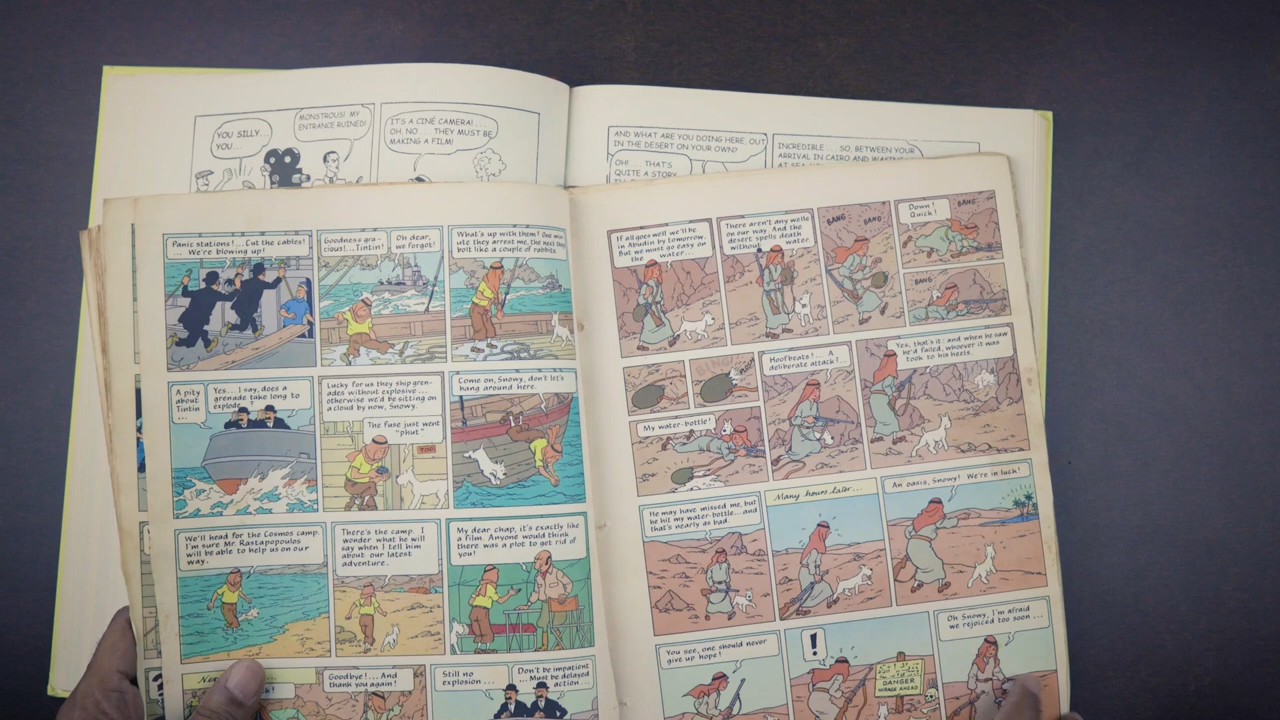 YOU SILLY...
YOU...
MONSTROUS! MY
ENTRANCE RUINED!
IT'S A CINÉ CAMERA!...
OH, NO ... THEY MUST BE
MAKING A FILM!
AND WHAT ARE YOU DOING HERE, OUT
IN THE DESERT ON YOUR OWN?
OH! ... THAT'S
QUITE A STORY
INCREDIBLE ... SO, BETWEEN YOUR
ARRIVAL IN CAIRO AND
Panic stations!...Cut the cables!
... We're blowing up!
Goodness gra-
cious!...Tintin!
Oh dear,
we forgot!
What's up with them? One min-
ute they arrest me, the next they
bolt like a couple of rabbits
A pity
about
Tintin
...
Yes... I say, does a
grenade take long to
explode ?
Lucky for us they ship gren-
ades without explosive ...
otherwise we'd be sitting on
a cloud by now, Snowy.
The fuse just went
"phut"
Come on, Snowy, don't let's
hang around here.
We'll head for the Cosmos camp.
I'm sure Mr. Rastapopoulos
will be able to help us on our
way.
There's the camp. I
wonder what he will
say when I tell him
about our latest
adventure.
My dear chap, it's exactly like
a film. Anyone would think
there was a plot to get rid of
you!
?
Goodbye!...And
thank you again!
Still no
explosion ...
Don't be impatient
... Must be delayed
action ...
If all goes well we'll be
in Abudin by tomorrow.
But we must go easy on
the water...
There aren't any wells
on our way. And the
desert spells death
without water.
BANG BANG
Down!
Quick!
BANG
BANG
My water-bottle!
Hoofbeats!... A
deliberate attack!...
Yes, that's it: and when he saw
he'd failed, whoever it was
took to his heels.
He may have missed me, but
he hit my water-bottle...and
that's nearly as bad.
Many hours later...
An oasis, Snowy! We're in luck!
You see, one should never
give up hope!
!
DANGER
MIRAGE AHEAD
Oh Snowy, I'm afraid
we rejoiced too soon ...